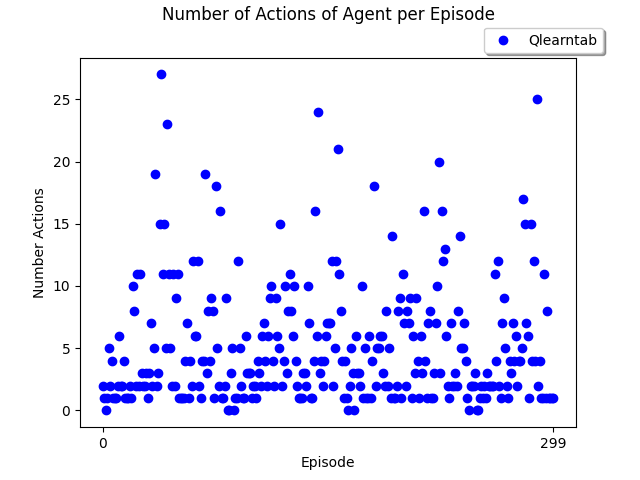 Number of Actions of Agent per Episode
Qlearntab
25
20
15
10
5
0
Number Actions
0
299
Episode